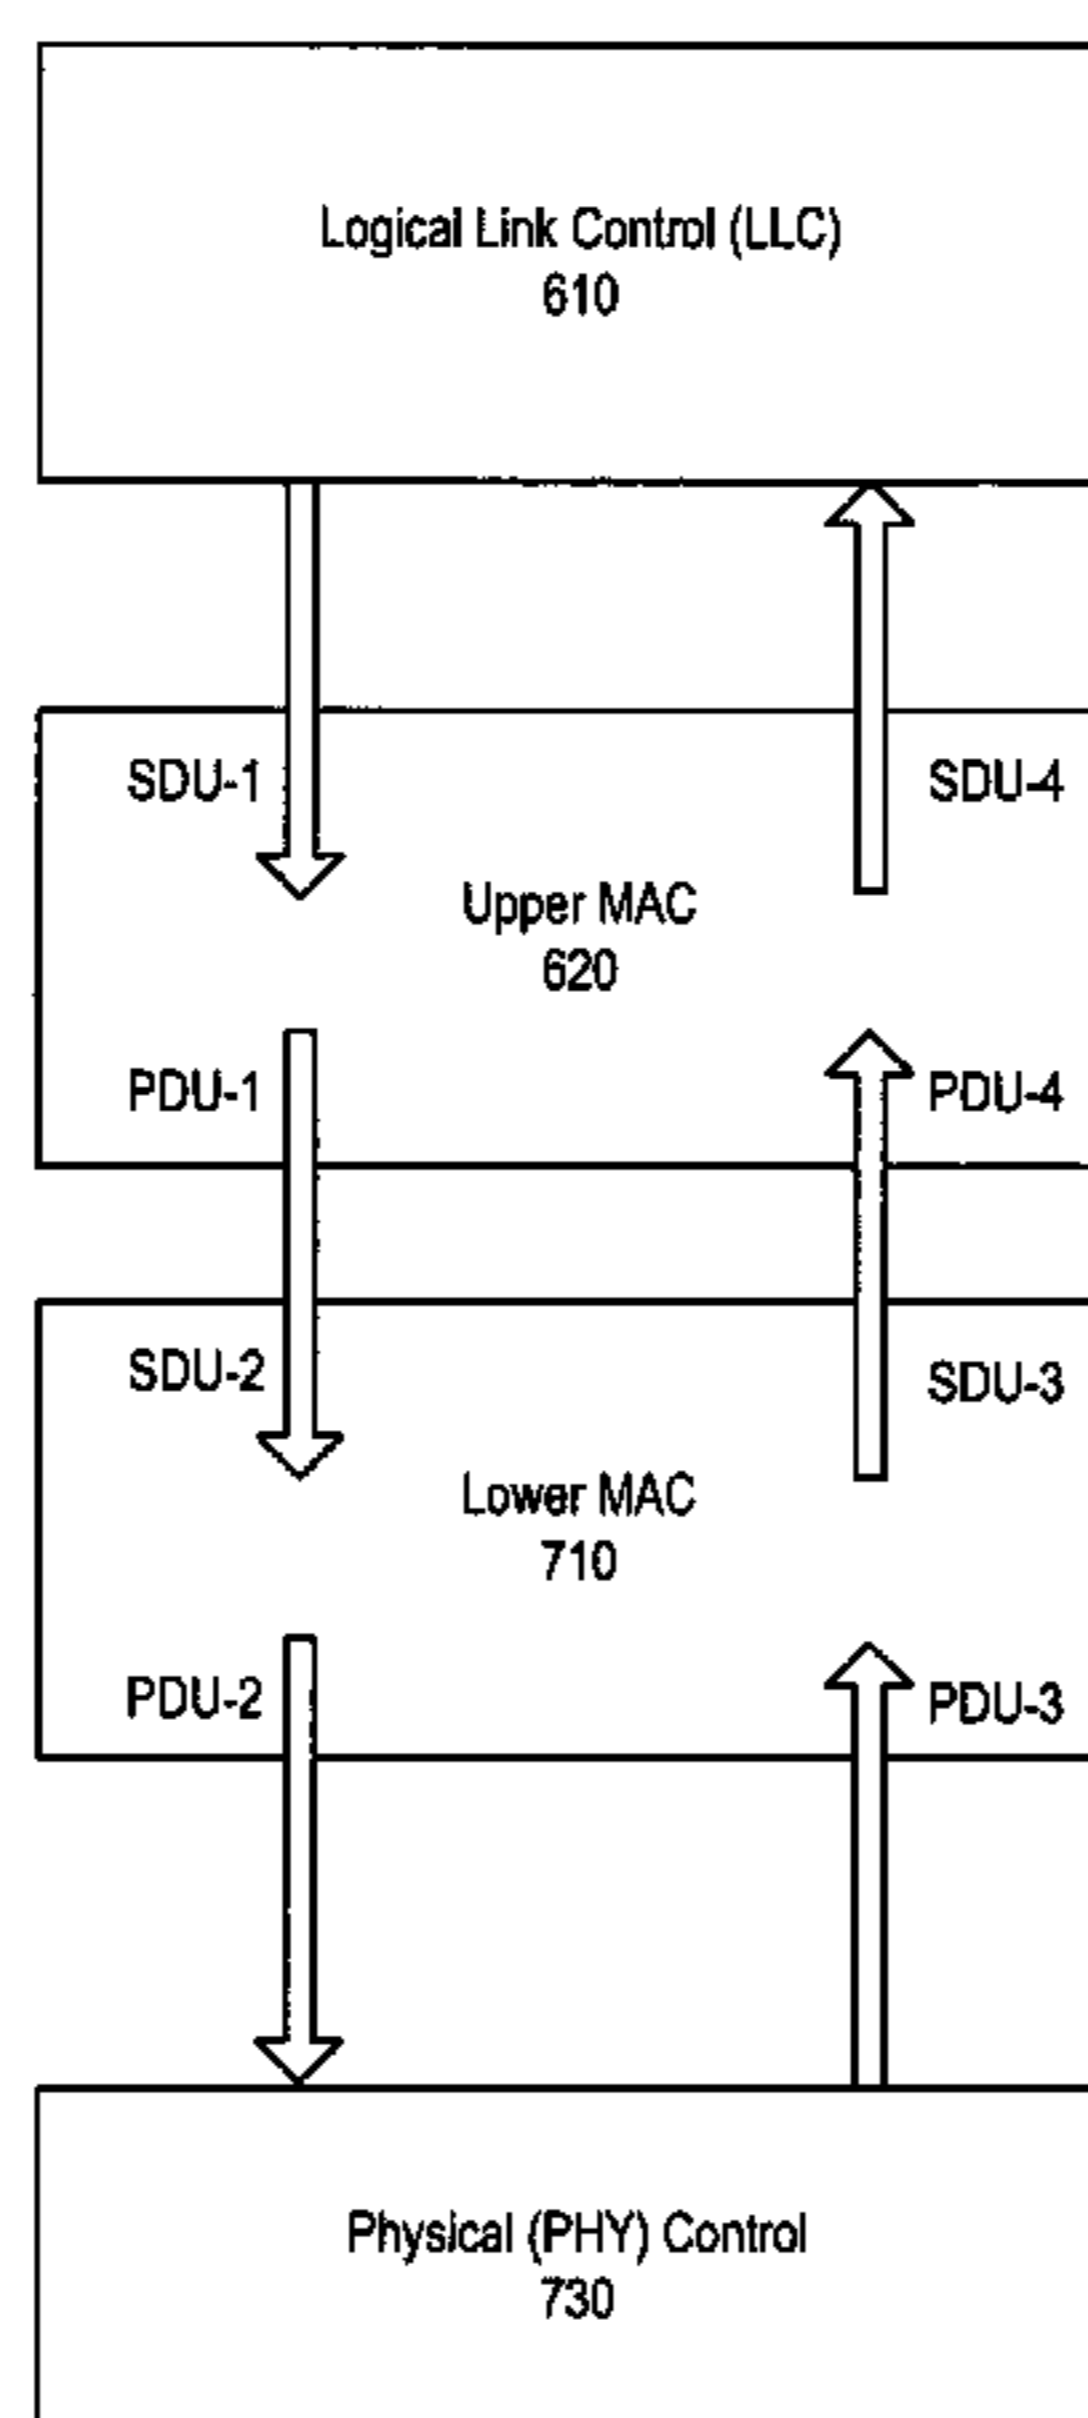 Logical Link Control (LLC)
610
SDU-1
SDU-4
Upper MAC
620
PDU-1
PDU-4
SDU-2
SDU-3
Lower MAC
710
PDU-2
PDU-3
Physical (PHY) Control
730